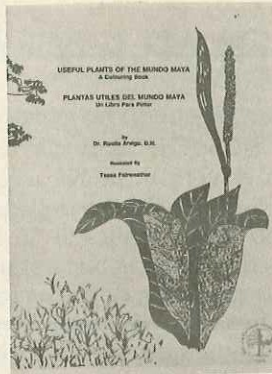 USEFUL PLANTS OF THE MUNDO MAYA
A Colouring Book
PLANTAS UTILES DEL MUNDO MAYA
Un Libro Para Pintar
by
Dr. Rosita Arvigo, D.N.
Illustrated By
Tessa Fairweather